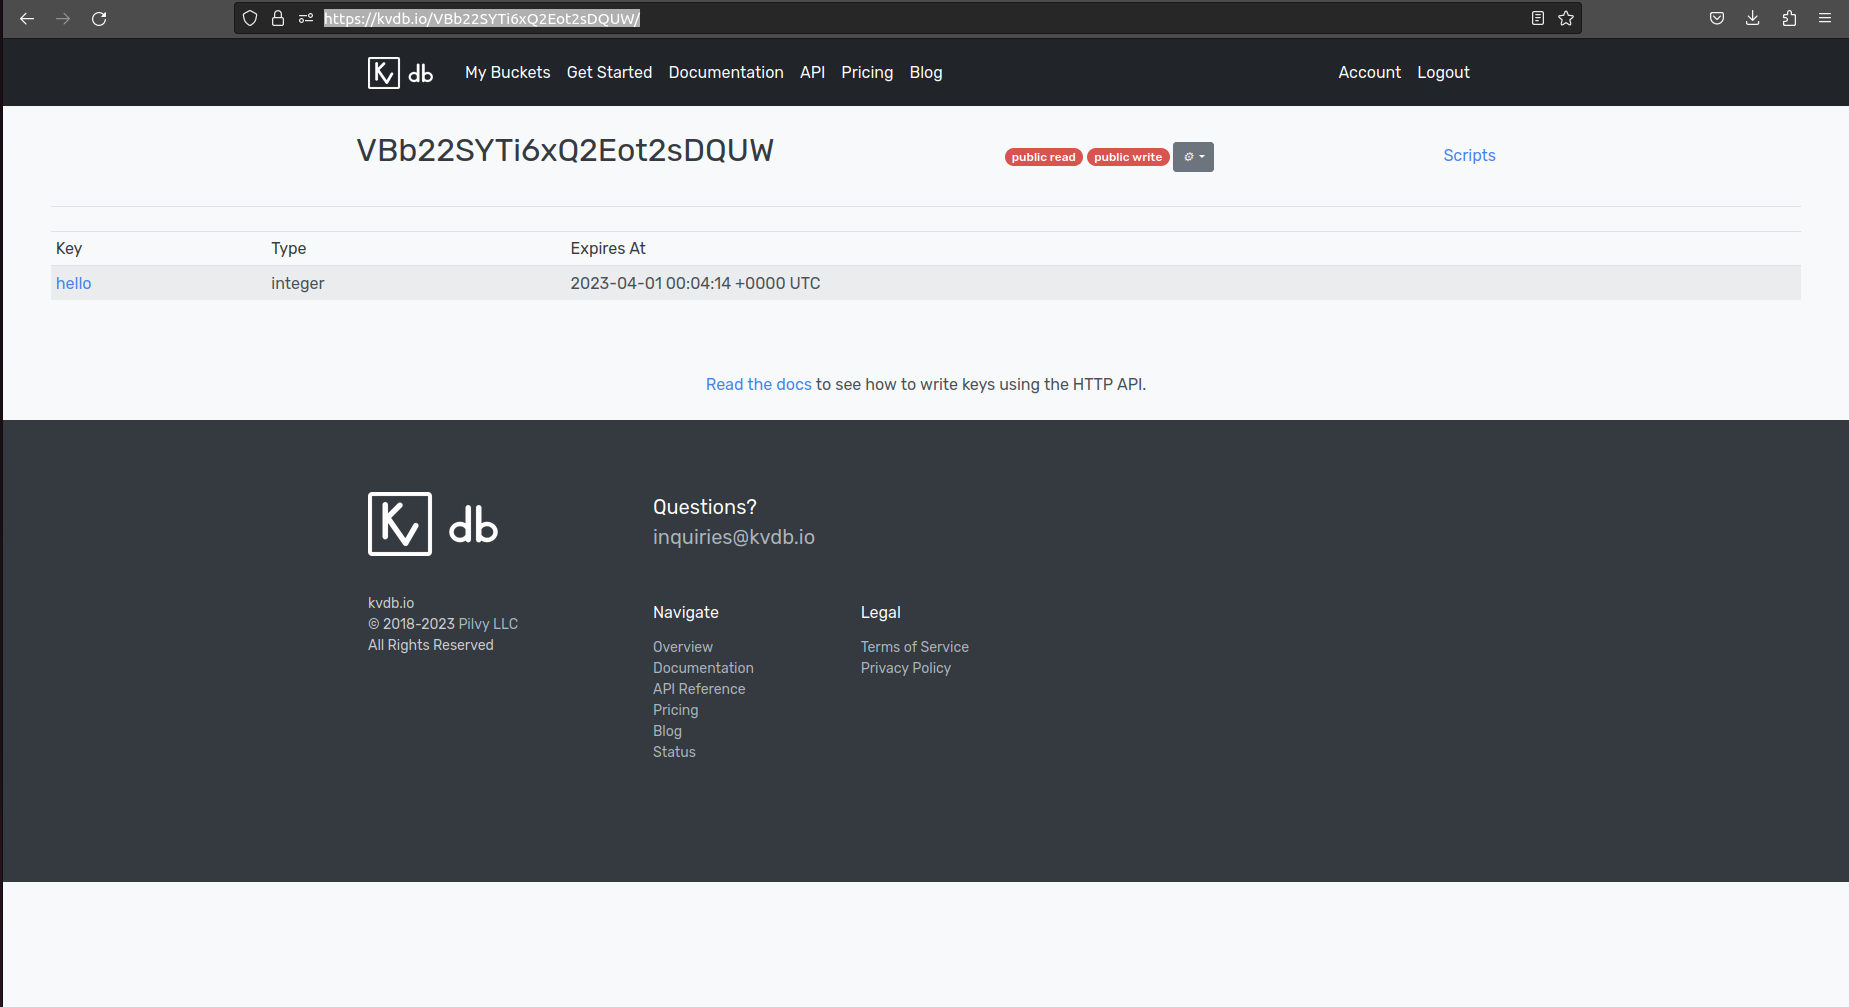 https://kvdb.io/VBb22SYTi6xQ2Eot2sDQUW/
Kv db My Buckets Get Started Documentation API Pricing Blog Account Logout
VBb22SYTi6xQ2Eot2sDQUW public read public write Scripts
Key Type Expires At
hello integer 2023-04-01 00:04:14 +0000 UTC
Read the docs to see how to write keys using the HTTP API.
Kv db
Questions?
inquiries@kvdb.io
kvdb.io
© 2018-2023 Pilvy LLC
All Rights Reserved
Navigate
Overview
Documentation
API Reference
Pricing
Blog
Status
Legal
Terms of Service
Privacy Policy